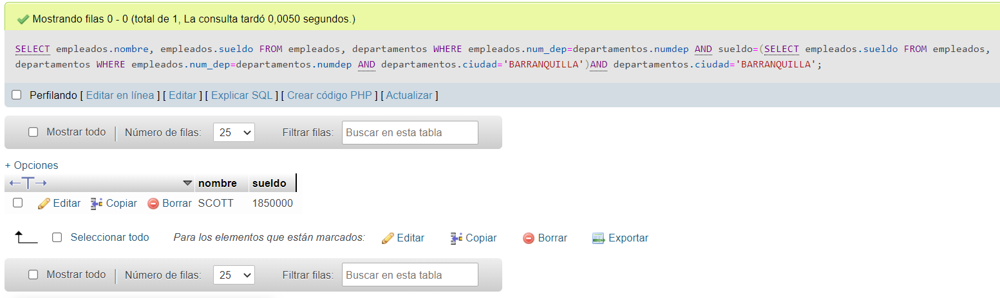 Mostrando filas 0 - 0 (total de 1, La consulta tardó 0,0050 segundos.)
SELECT empleados.nombre, empleados.sueldo FROM empleados, departamentos WHERE empleados.num_dep=departamentos.numdep AND sueldo=(SELECT empleados.sueldo FROM empleados,
departamentos WHERE empleados.num_dep=departamentos.numdep AND departamentos.ciudad='BARRANQUILLA')AND departamentos.ciudad='BARRANQUILLA';
Perfilando [ Editar en línea ] [ Editar ] [ Explicar SQL ] [ Crear código PHP ] [ Actualizar ]
Mostrar todo | Número de filas: 25 Filtrar filas: Buscar en esta tabla
+ Opciones
nombre sueldo
Editar Copiar Borrar SCOTT 1850000
Seleccionar todo Para los elementos que están marcados: Editar Copiar Borrar Exportar
Mostrar todo | Número de filas: 25 Filtrar filas: Buscar en esta tabla